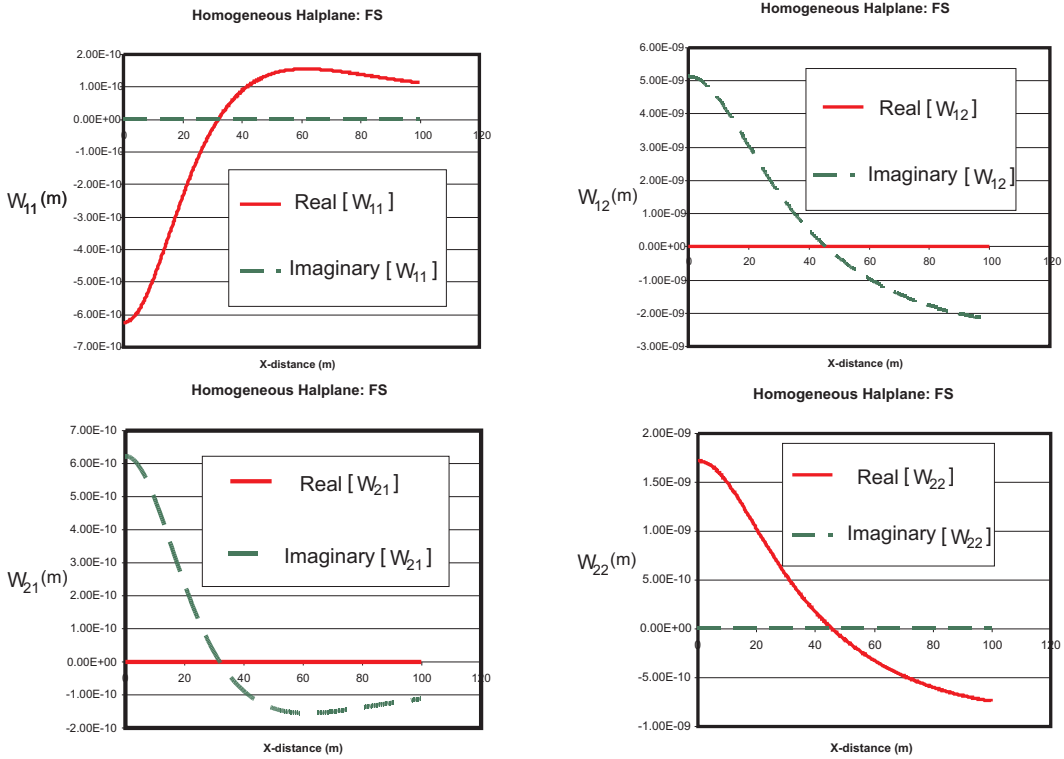 Homogeneous Halplane: FS
2.00E-10
1.00E-10
0.00E+00
-1.00E-10
-2.00E-10
-3.00E-10
-4.00E-10
-5.00E-10
-6.00E-10
-7.00E-10
0 20 40 60 80 100 120
W11(m)
Real [ W11]
Imaginary [ W11]
X-distance (m)
Homogeneous Halplane: FS
6.00E-09
5.00E-09
4.00E-09
3.00E-09
2.00E-09
1.00E-09
0.00E+00
-1.00E-09
-2.00E-09
-3.00E-09
0 20 40 60 80 100 120
W12(m)
Real [ W12]
Imaginary [ W12]
X-distance (m)
Homogeneous Halplane: FS
7.00E-10
6.00E-10
5.00E-10
4.00E-10
3.00E-10
2.00E-10
1.00E-10
0.00E+00
-1.00E-10
-2.00E-10
0 20 40 60 80 100 120
W21(m)
Real [ W21]
Imaginary [ W21]
X-distance (m)
Homogeneous Halplane: FS
2.00E-09
1.50E-09
1.00E-09
5.00E-10
0.00E+00
-5.00E-10
-1.00E-09
0 20 40 60 80 100 120
W22(m)
Real [ W22]
Imaginary [ W22]
X-distance (m)